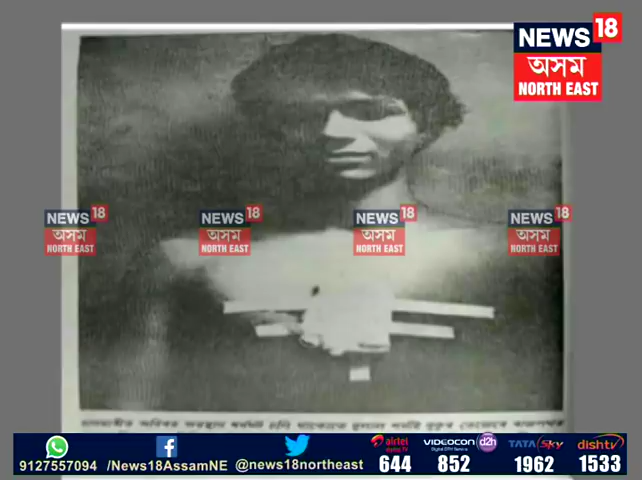 NEWS 18
অসম
NORTH EAST
NEWS 18
অসম
NORTH EAST
NEWS 18
অসম
NORTH EAST
NEWS 18
অসম
NORTH EAST
NEWS 18
অসম
NORTH EAST
9127557094 /News18AssamNE @news18northeast
airtel digital TV 644
VIDEOCON d2h 852
TATA Sky 1962
dishtv 1533